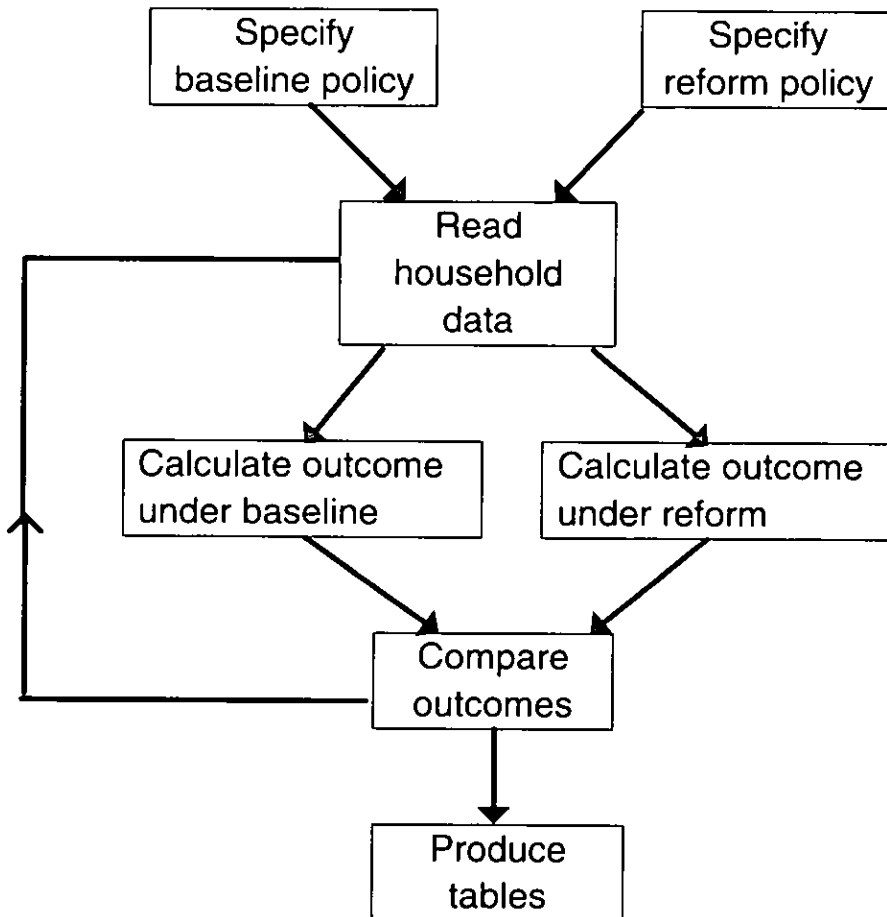 Specify
baseline policy
Specify
reform policy
Read
household
data
Calculate outcome
under baseline
Calculate outcome
under reform
Compare
outcomes
Produce
tables